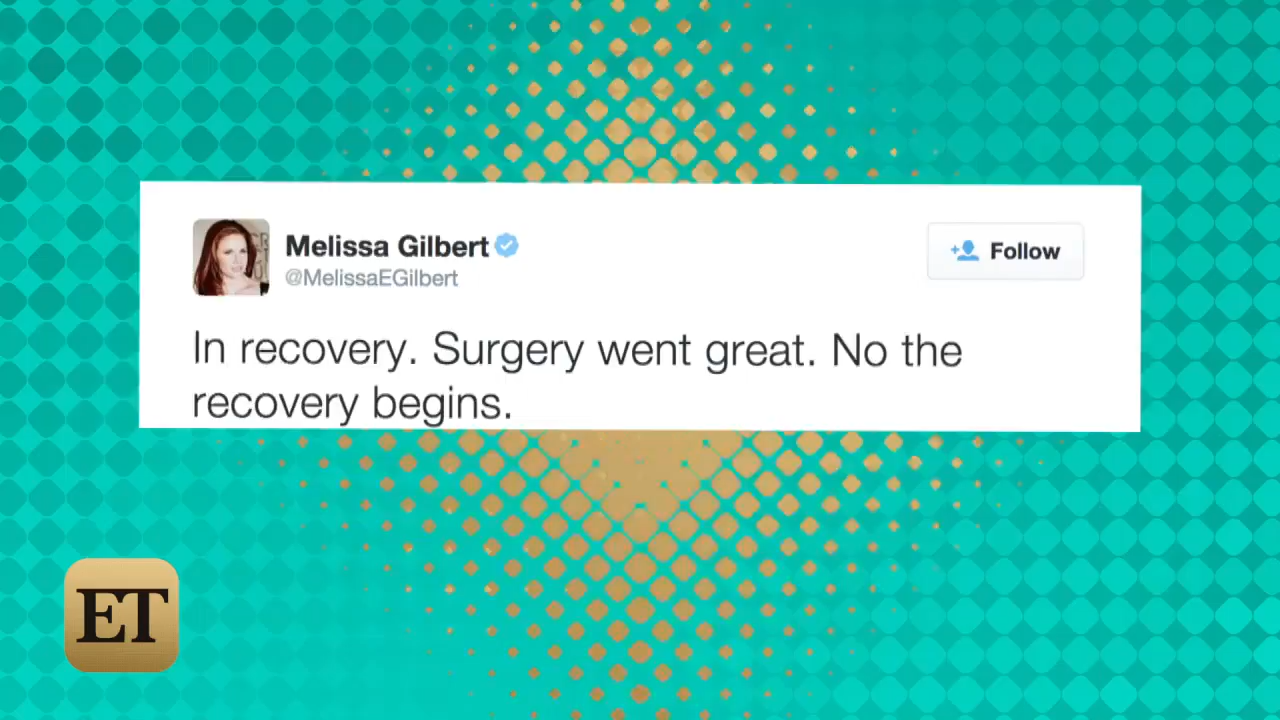 Melissa Gilbert
@MelissaEGilbert
Follow
In recovery. Surgery went great. No the
recovery begins.
ET